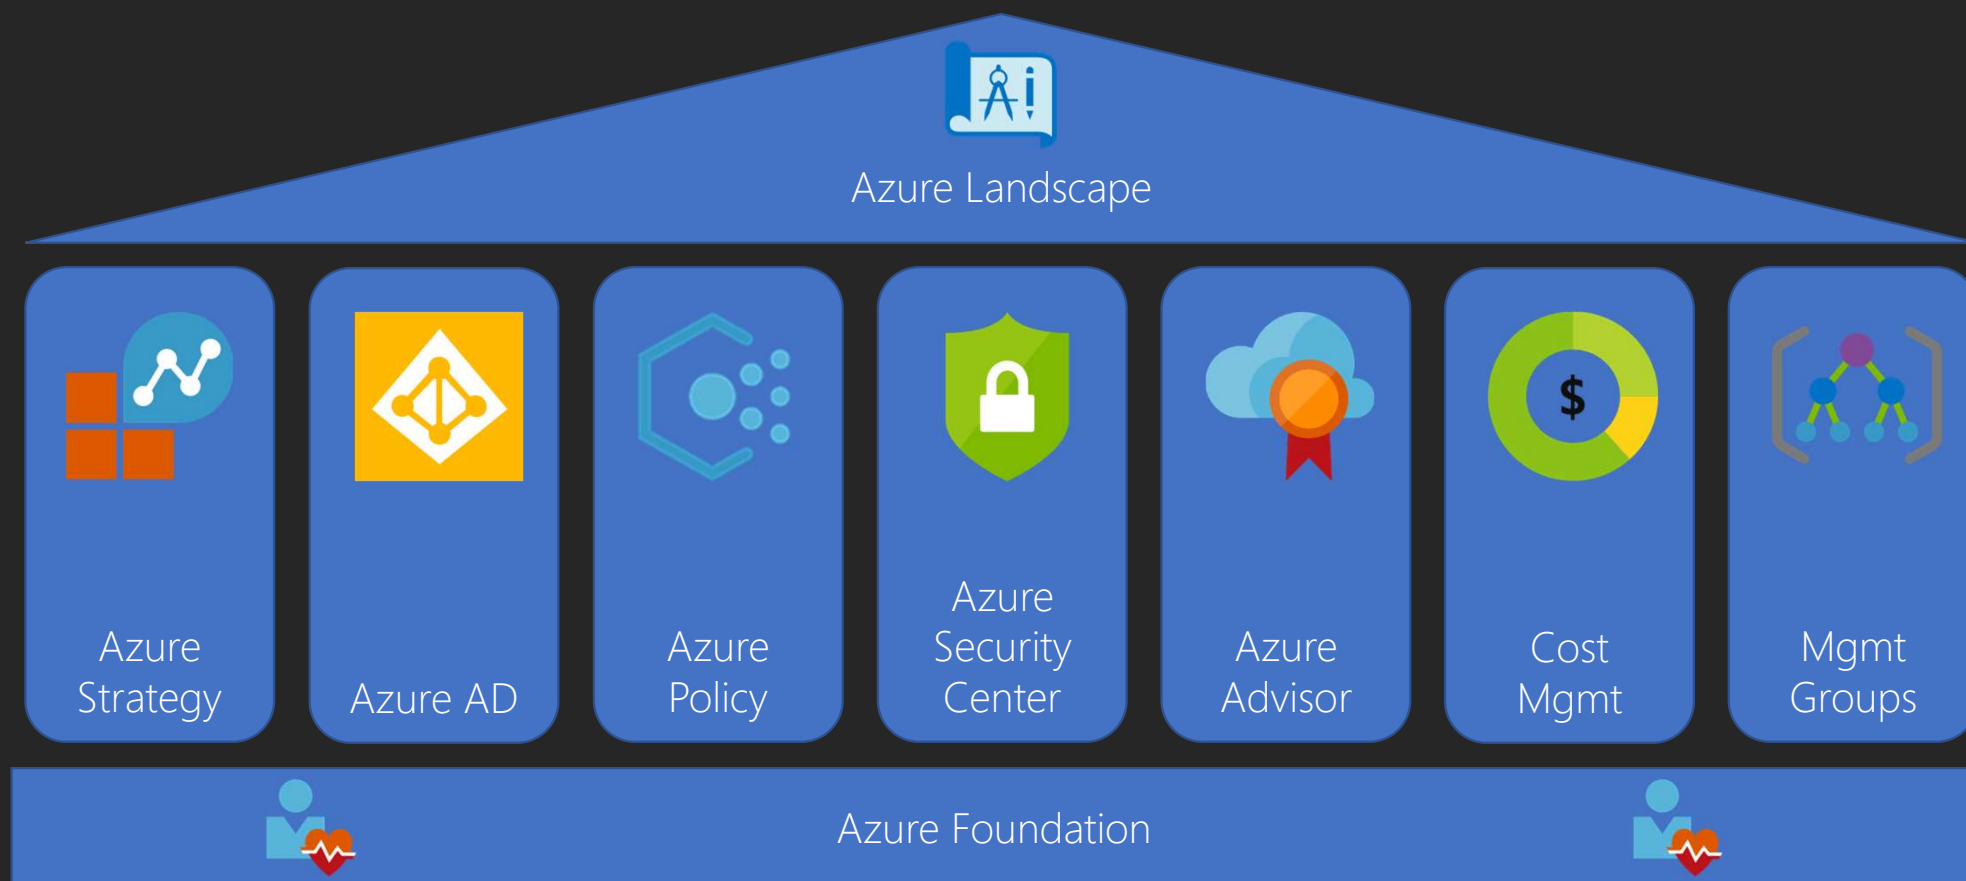 Azure Landscape
Azure
Strategy
Azure AD
Azure
Policy
Azure
Security
Center
Azure
Advisor
$
Cost
Mgmt
Mgmt
Groups
Azure Foundation